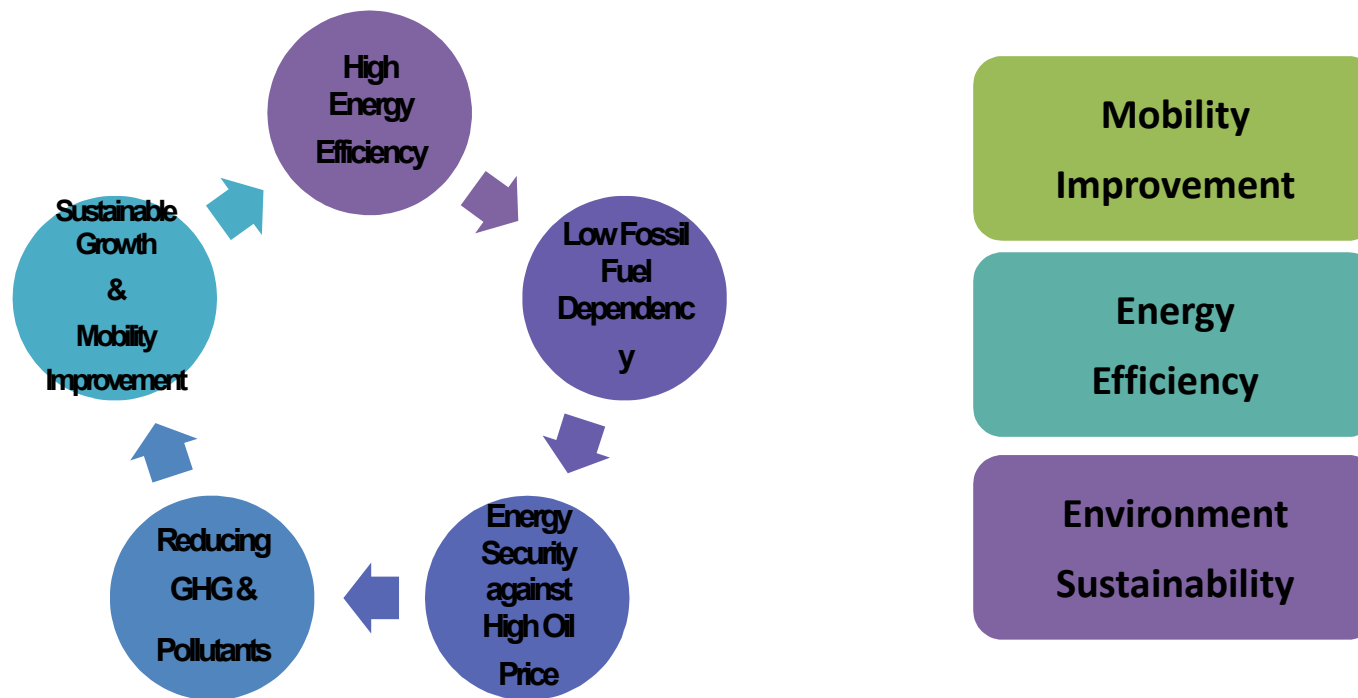 High
Energy
Efficiency
Low Fossil
Fuel
Dependenc
y
Energy
Security
against
High Oil
Price
Reducing
GHG &
Pollutants
Sustainable
Growth
&
Mobility
Improvement
Mobility
Improvement
Energy
Efficiency
Environment
Sustainability